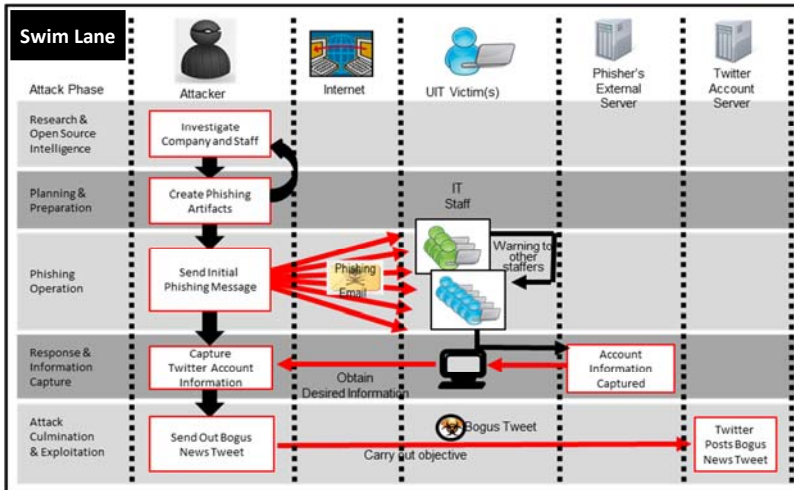 Swim Lane
Attack Phase
Attacker
Internet
UIT Victim(s)
Phisher's
External
Server
Twitter
Account
Server
Research &
Open Source
Intelligence
Investigate
Company and Staff
Planning &
Preparation
Create Phishing
Artifacts
IT
Staff
Phishing
Operation
Send Initial
Phishing Message
Phishing
Email
Warning to
other
staffers
Response &
Information
Capture
Capture
Twitter Account
Information
Obtain
Desired Information
Account
Information
Captured
Attack
Culmination
& Exploitation
Send Out Bogus
News Tweet
Bogus Tweet
Carry out objective
Twitter
Posts Bogus
News Tweet